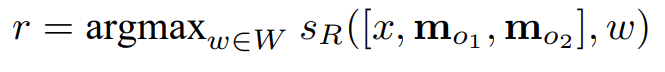 r = argmax_{w∈W} s_R([x, m_{o_1}, m_{o_2}], w)